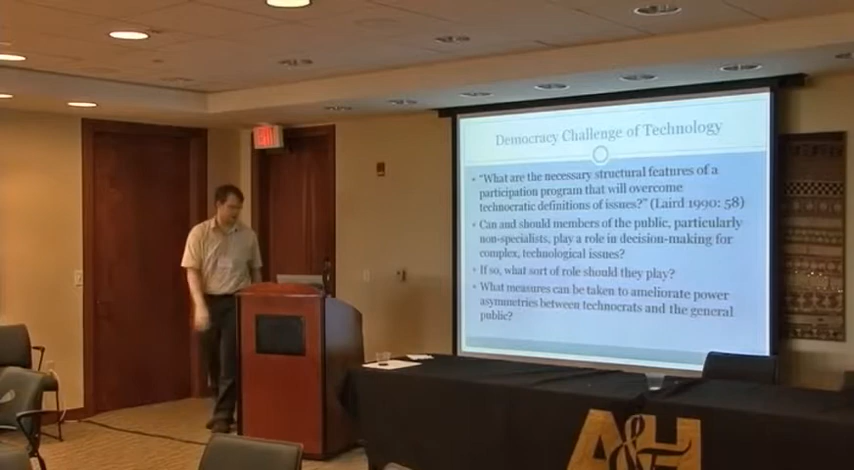 EXIT
Democracy Challenge of Technology
• "What are the necessary structural features of a
participation program that will overcome
technocratic definitions of issues?" (Laird 1990: 58)
• Can and should members of the public, particularly
non-specialists, play a role in decision-making for
complex, technological issues?
• If so, what sort of role should they play?
• What measures can be taken to ameliorate power
asymmetries between technocrats and the general
public?
A&H